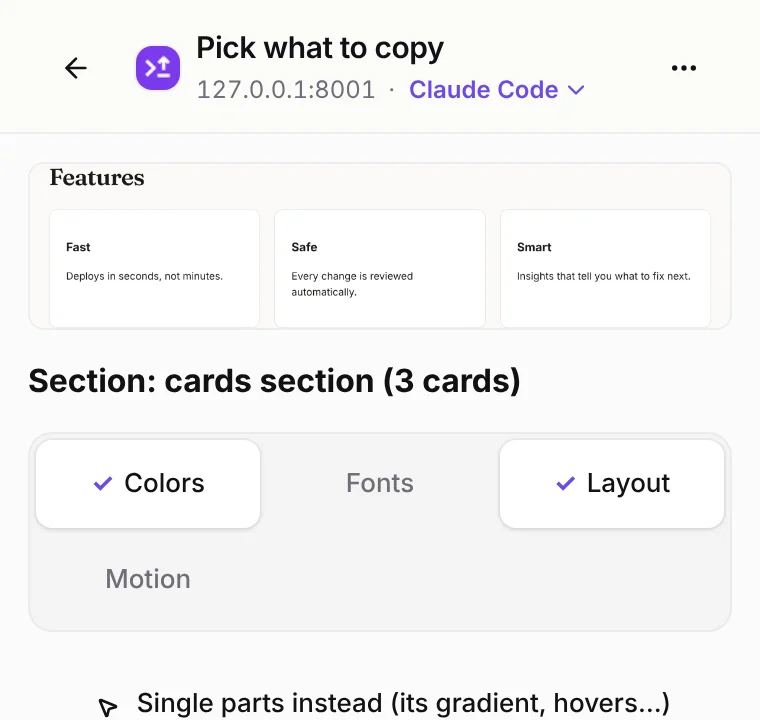 Pick what to copy
127.0.0.1:8001 · Claude Code
Features
Fast
Deploys in seconds, not minutes.
Safe
Every change is reviewed
automatically.
Smart
Insights that tell you what to fix next.
Section: cards section (3 cards)
Colors
Fonts
Layout
Motion
Single parts instead (its gradient, hovers...)